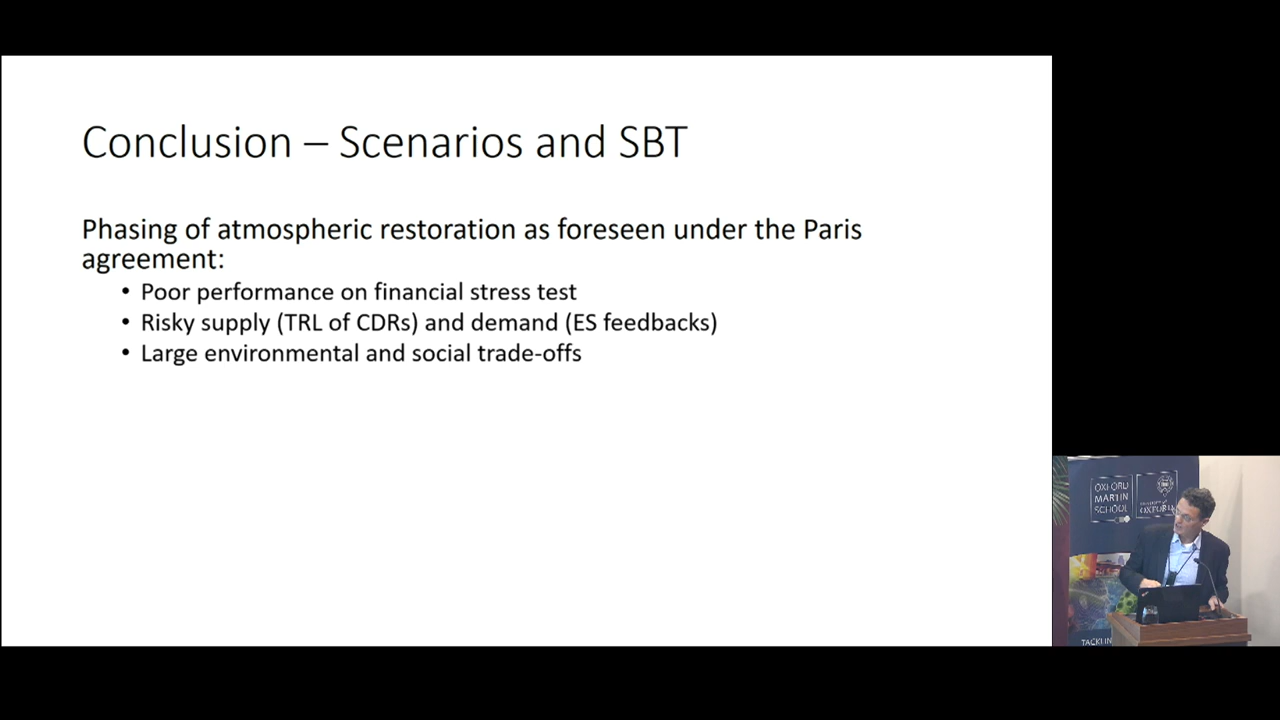 Conclusion – Scenarios and SBT
Phasing of atmospheric restoration as foreseen under the Paris
agreement:
• Poor performance on financial stress test
• Risky supply (TRL of CDRs) and demand (ES feedbacks)
• Large environmental and social trade-offs
OXFORD
MARTIN
SCHOOL
UNIVERSITY OF
OXFORD
TACKLIN